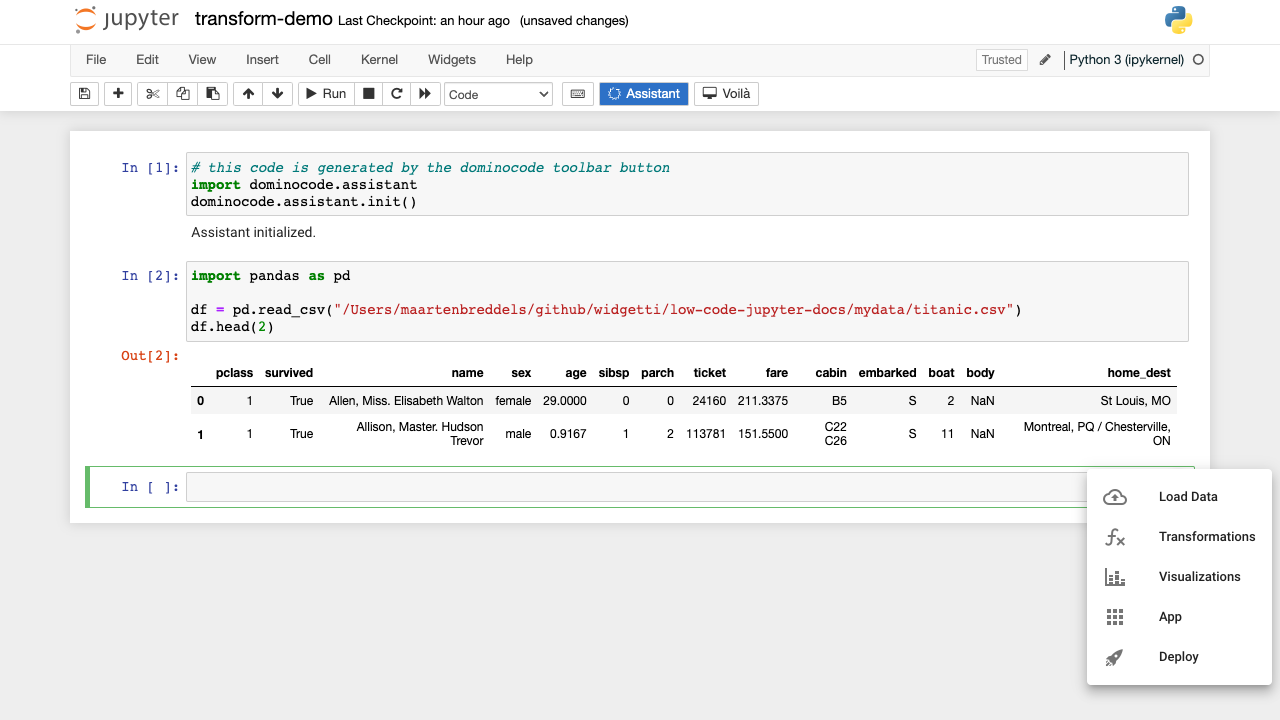 jupyter transform-demo Last Checkpoint: an hour ago (unsaved changes)
File Edit View Insert Cell Kernel Widgets Help Trusted Python 3 (ipykernel)
Run Code Assistant Voilà
In [1]: # this code is generated by the dominocode toolbar button
import dominocode.assistant
dominocode.assistant.init()
Assistant initialized.
In [2]: import pandas as pd
df = pd.read_csv("/Users/maartenbreddels/github/widgetti/low-code-jupyter-docs/mydata/titanic.csv")
df.head(2)
Out[2]:
pclass survived name sex age sibsp parch ticket fare cabin embarked boat body home_dest
0 1 True Allen, Miss. Elisabeth Walton female 29.0000 0 0 24160 211.3375 B5 S 2 NaN St Louis, MO
1 1 True Allison, Master. Hudson Trevor male 0.9167 1 2 113781 151.5500 C22 C26 S 11 NaN Montreal, PQ / Chesterville, ON
In [ ]:
Load Data
Transformations
Visualizations
App
Deploy